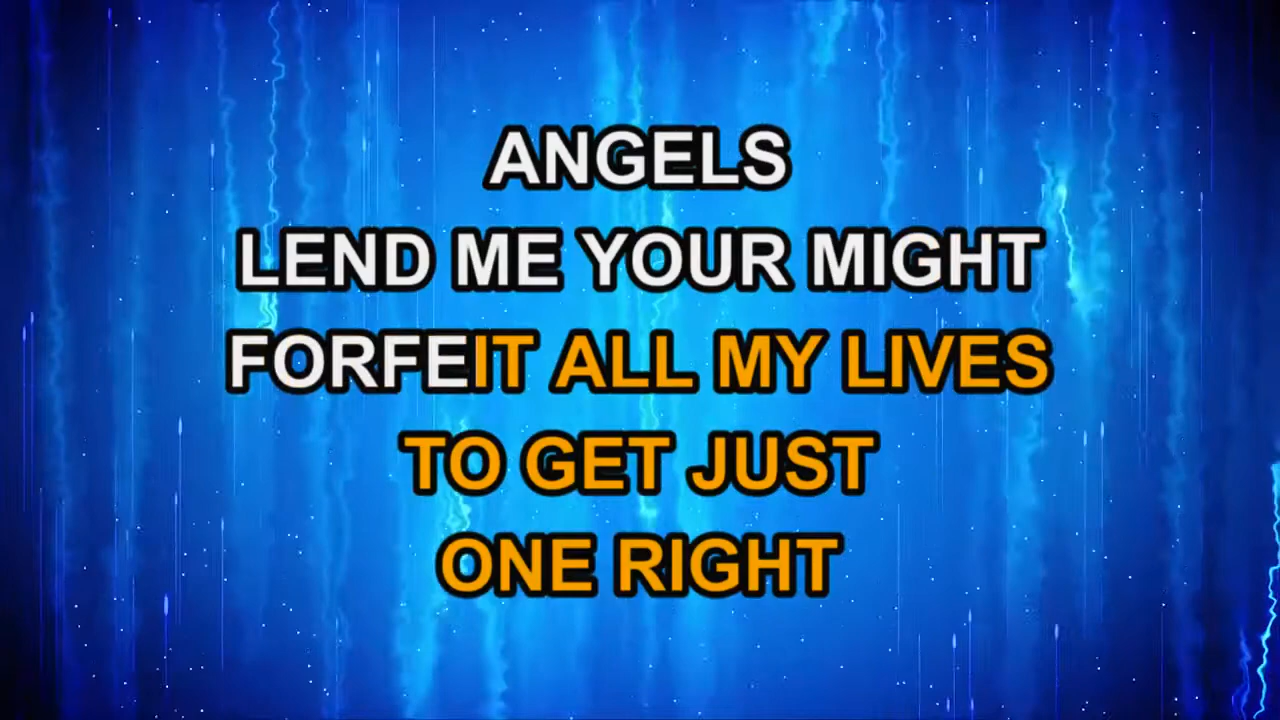 ANGELS
LEND ME YOUR MIGHT
FORFEIT ALL MY LIVES
TO GET JUST
ONE RIGHT